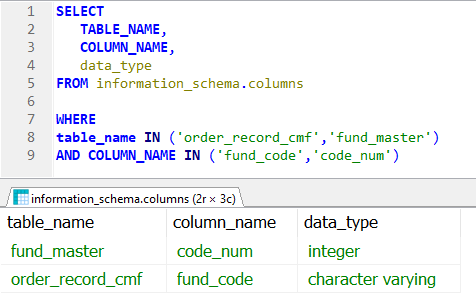 1 SELECT
2 TABLE_NAME,
3 COLUMN_NAME,
4 data_type
5 FROM information_schema.columns
6
7 WHERE
8 table_name IN ('order_record_cmf','fund_master')
9 AND COLUMN_NAME IN ('fund_code','code_num')
information_schema.columns (2r × 3c)
table_name column_name data_type
fund_master code_num integer
order_record_cmf fund_code character varying